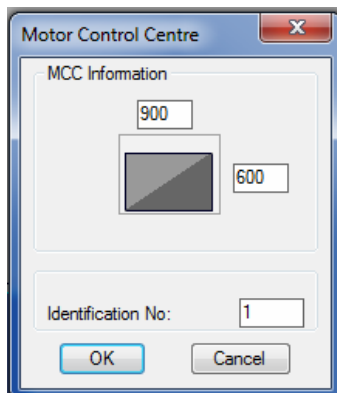 Motor Control Centre
MCC Information
900
600
Identification No: 1
OK Cancel